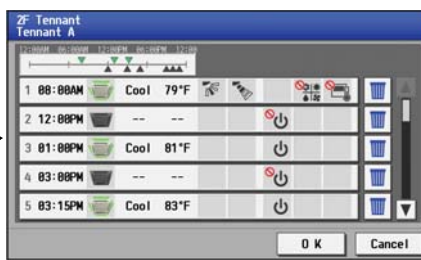 2F Tennant
Tennant A
12:00AM 06:00AM 12:00PM 06:00PM 12:00
1 08:00AM Cool 79°F
2 12:00PM -- --
3 01:00PM Cool 81°F
4 03:00PM -- --
5 03:15PM Cool 83°F
OK Cancel